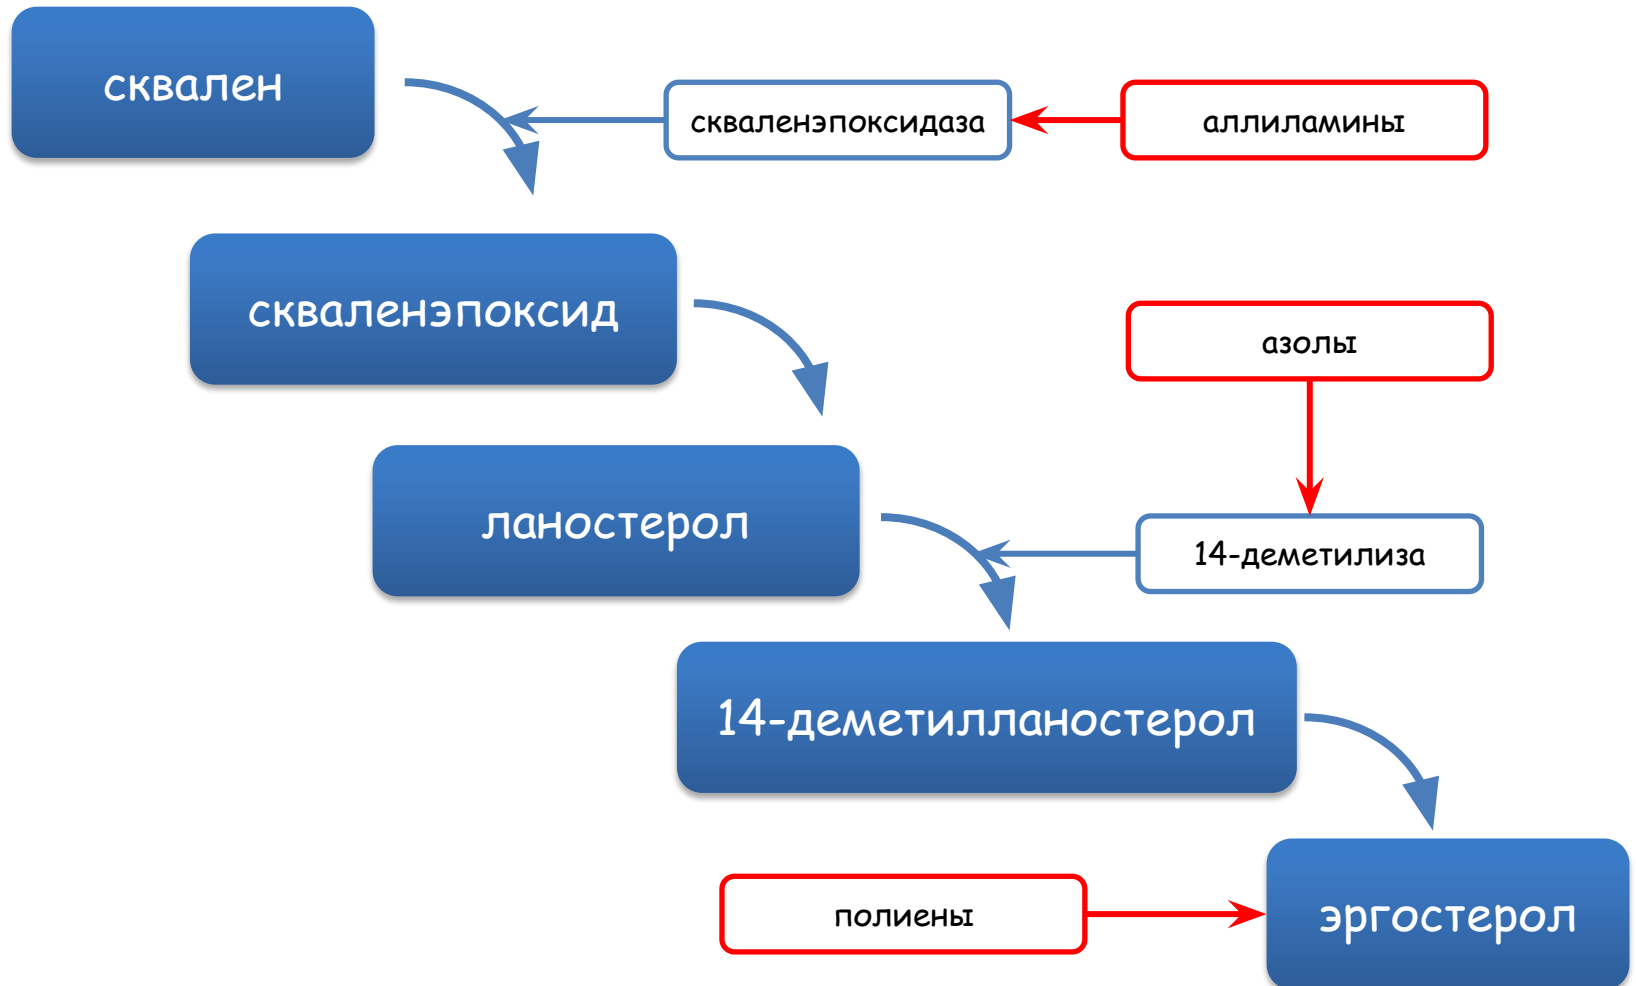 сквален
скваленэпоксидаза
аллиламины
скваленэпоксид
азолы
ланостерол
14-деметилиза
14-деметилланостерол
полиены
эргостерол